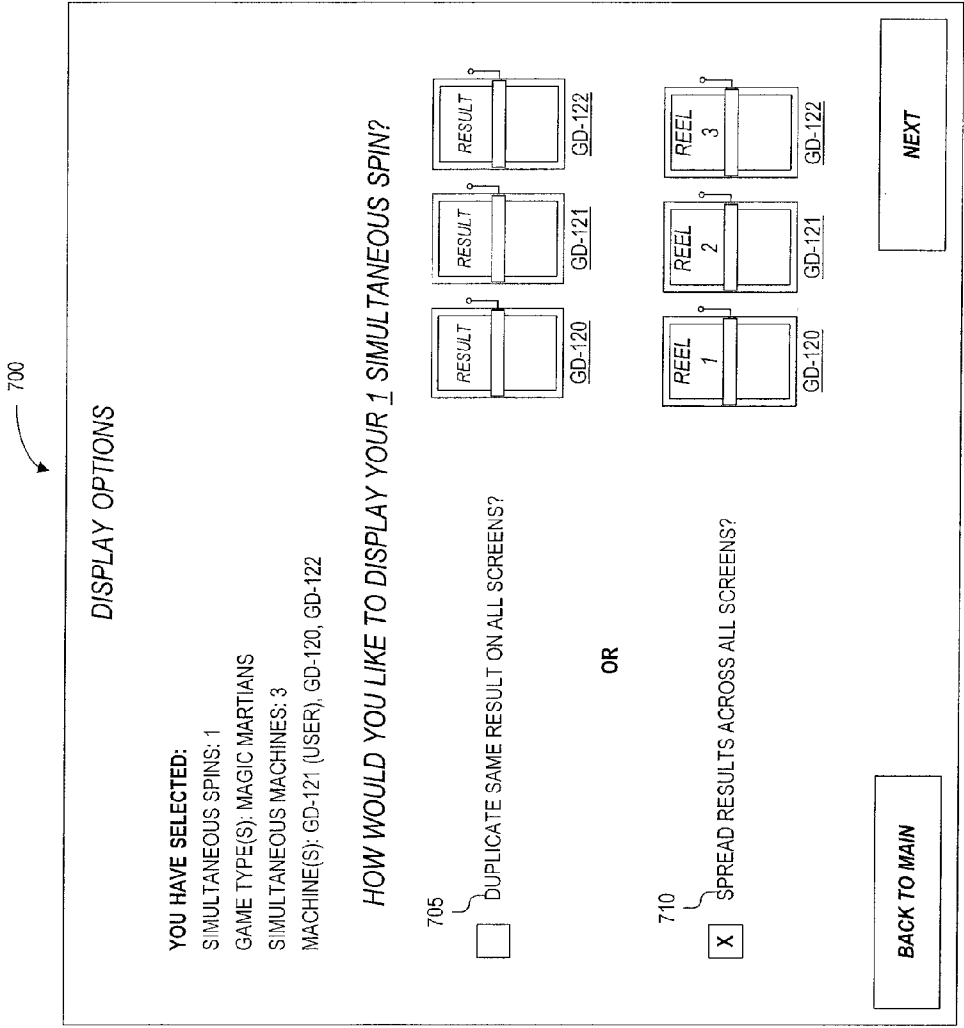 700
DISPLAY OPTIONS
YOU HAVE SELECTED:
SIMULTANEOUS SPINS: 1
GAME TYPE(S): MAGIC MARTIANS
SIMULTANEOUS MACHINES: 3
MACHINE(S): GD-121 (USER), GD-120, GD-122
HOW WOULD YOU LIKE TO DISPLAY YOUR 1 SIMULTANEOUS SPIN?
705
DUPLICATE SAME RESULT ON ALL SCREENS?
RESULT RESULT RESULT
GD-120 GD-121 GD-122
OR
710
X SPREAD RESULTS ACROSS ALL SCREENS?
REEL REEL REEL
1 2 3
GD-120 GD-121 GD-122
BACK TO MAIN
NEXT